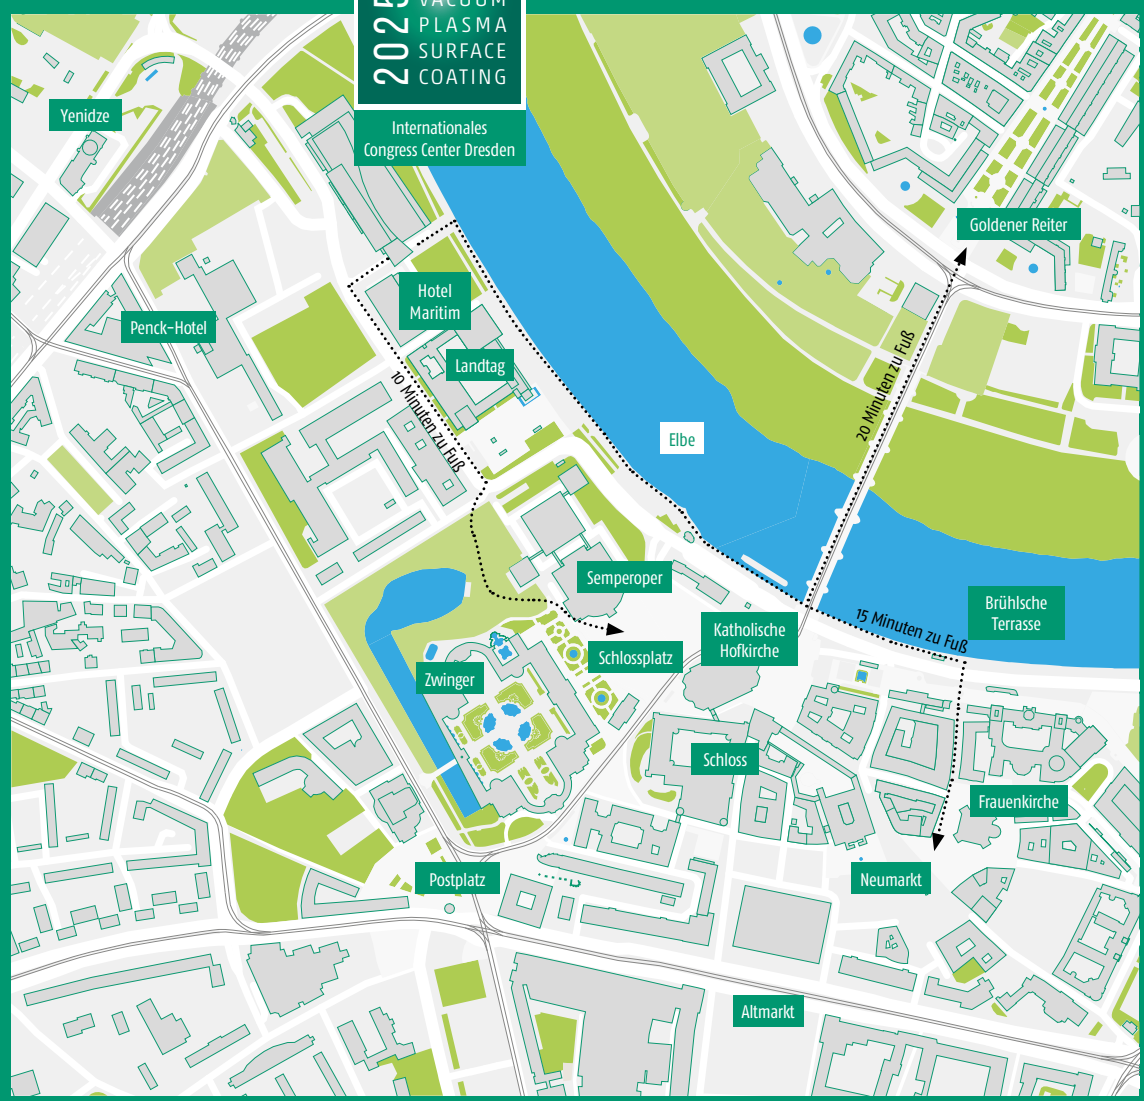 2025
VACUUM
PLASMA
SURFACE
COATING
Internationales
Congress Center Dresden
Yenidze
Goldener Reiter
Hotel
Maritim
Penck-Hotel
Landtag
10 Minuten zu Fuß
20 Minuten zu Fuß
Elbe
Semperoper
Brühlsche
Terrasse
15 Minuten zu Fuß
Katholische
Hofkirche
Schlossplatz
Zwinger
Schloss
Frauenkirche
Postplatz
Neumarkt
Altmarkt